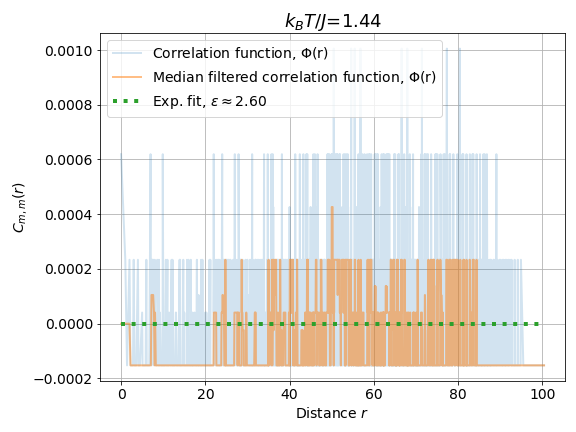 k_BT/J=1.44
Correlation function, Φ(r)
Median filtered correlation function, Φ(r)
Exp. fit, ε≈2.60
C_{m,m}(r)
0.0010
0.0008
0.0006
0.0004
0.0002
0.0000
−0.0002
0 20 40 60 80 100
Distance r